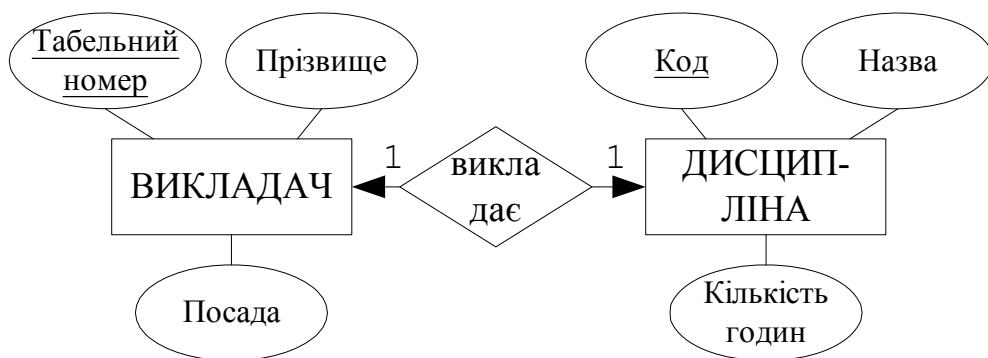 Табельний
номер
Прізвище
Код
Назва
ВИКЛАДАЧ
1
викла
дає
1
ДИСЦИП-
ЛІНА
Посада
Кількість
годин